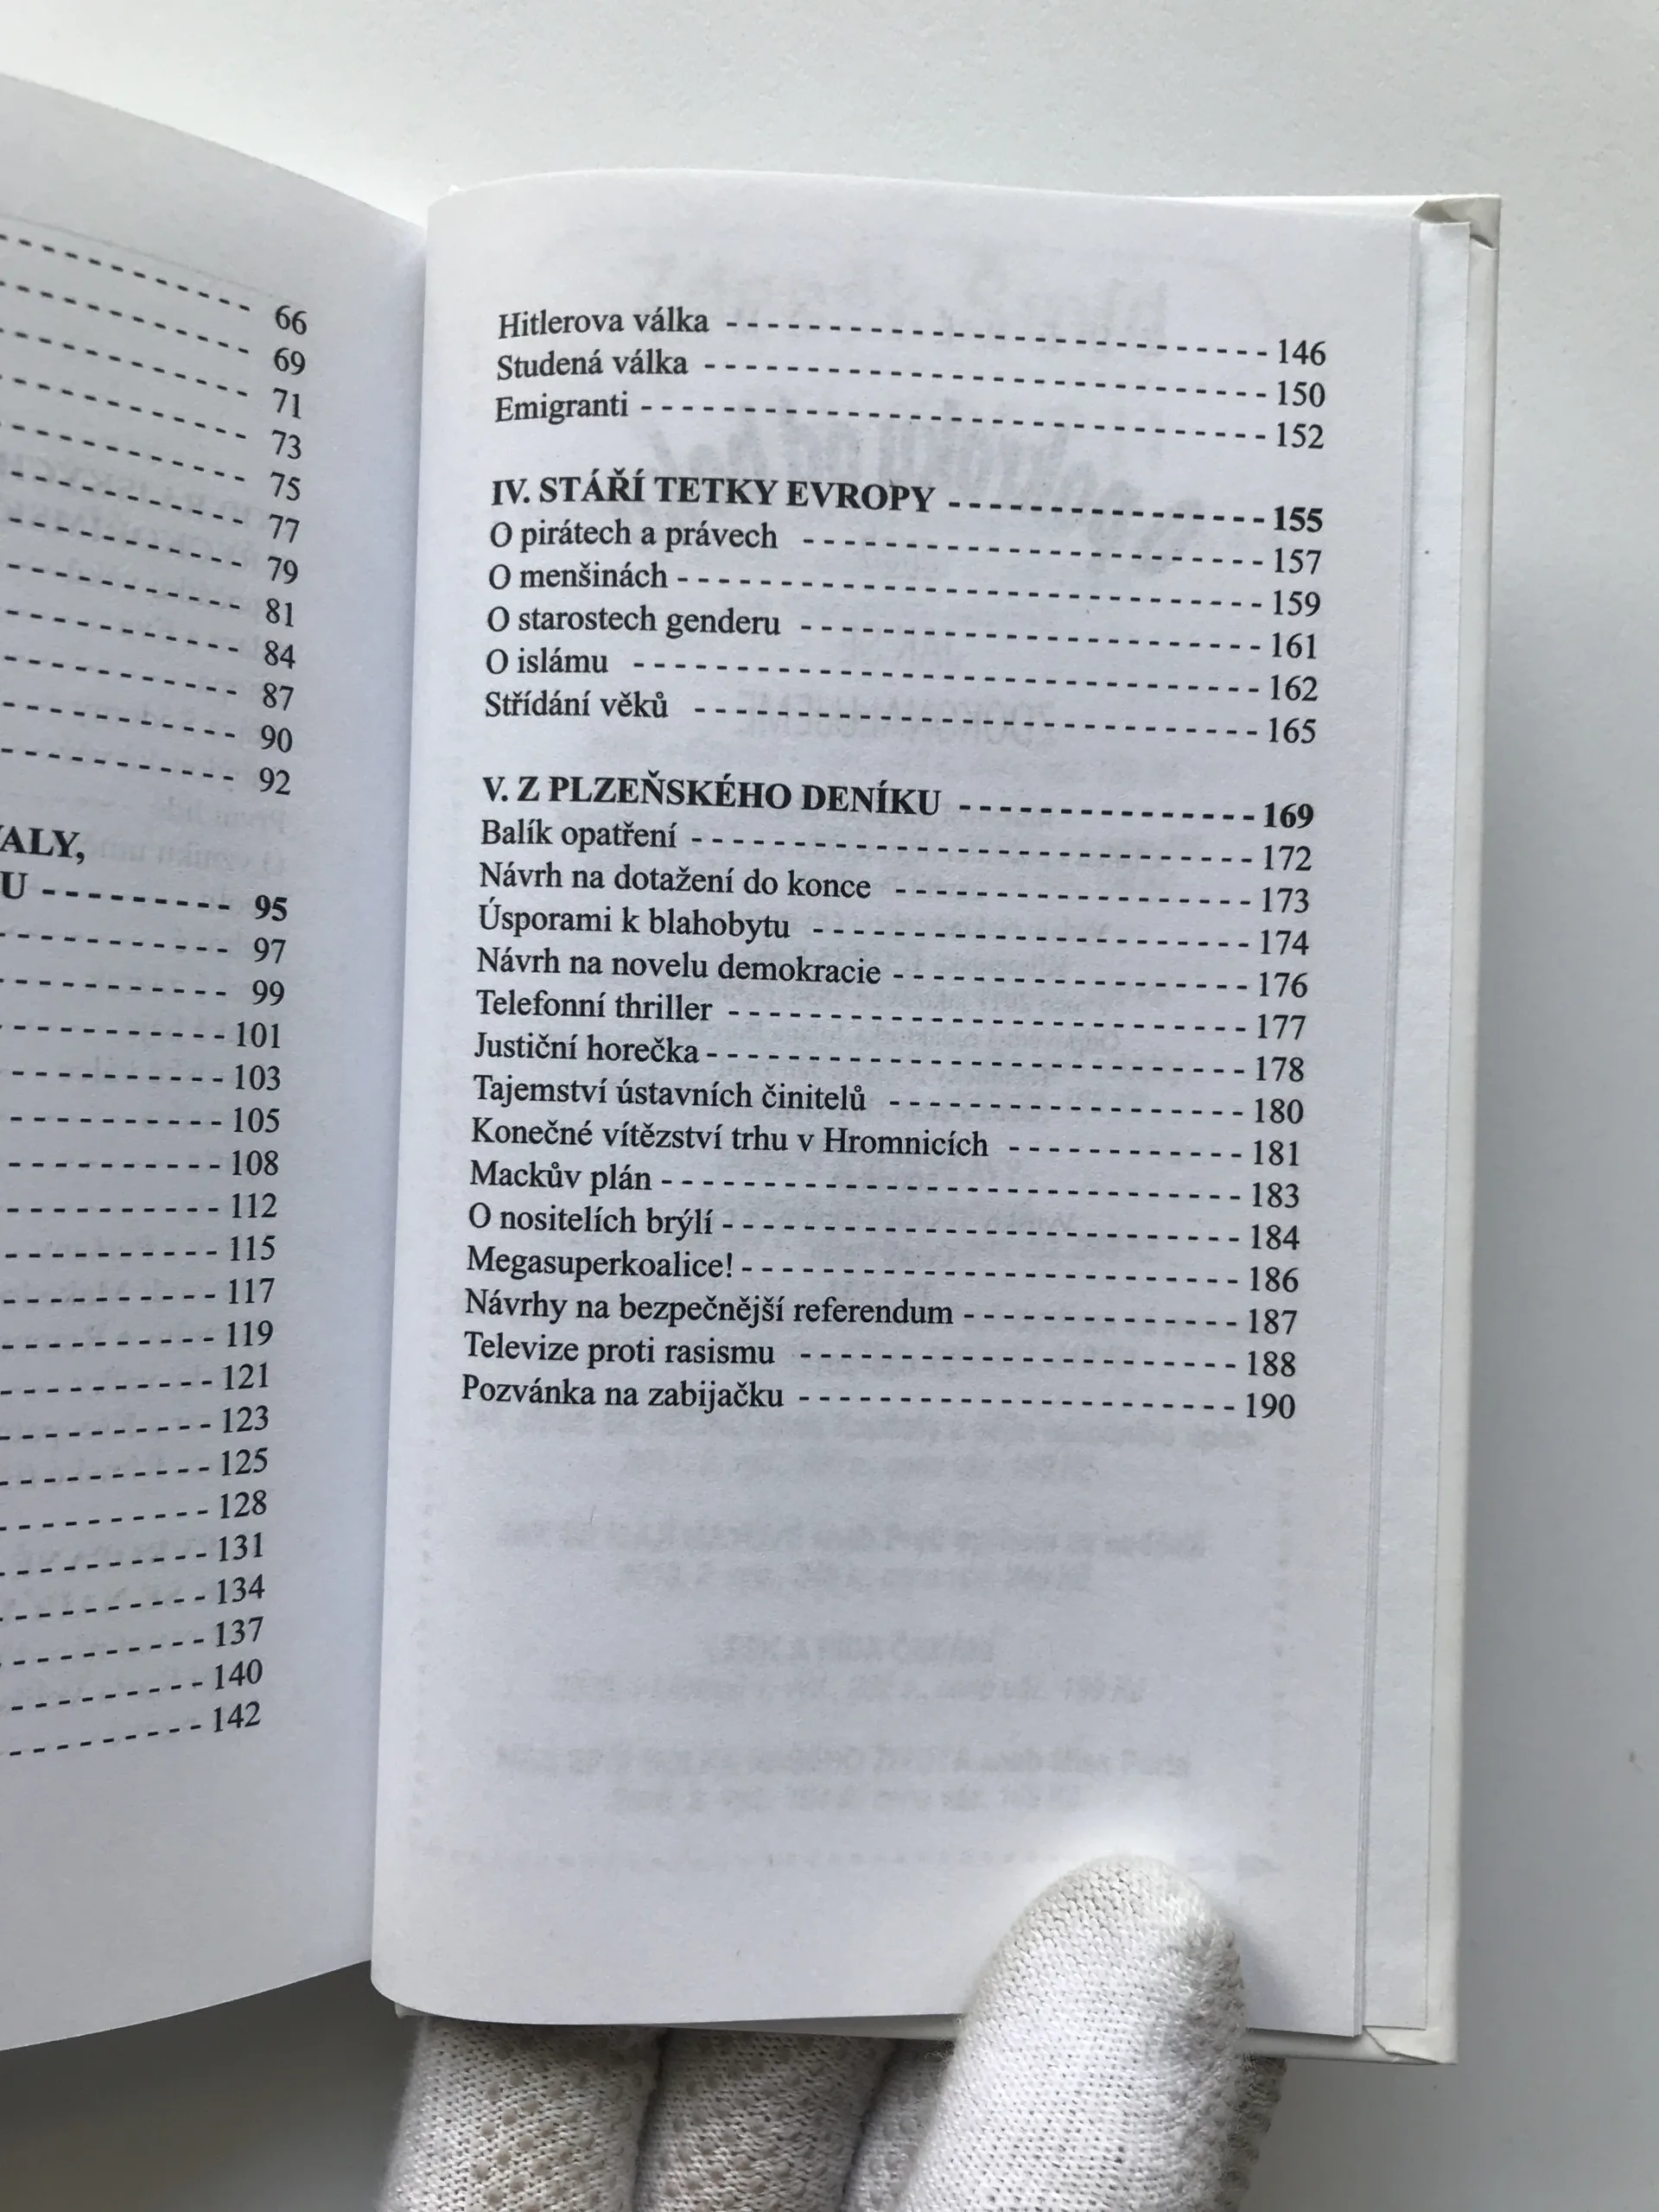 66
69
71
73
75
77
79
81
84
87
90
92
VALY,
U --------- 95
97
99
101
103
105
108
112
115
117
119
121
123
125
128
131
134
137
140
142
Hitlerova válka - - - - - - - - - - - - - - - - - - - - - - - - - - - 146
Studená válka - - - - - - - - - - - - - - - - - - - - - - - - - - - - 150
Emigranti - - - - - - - - - - - - - - - - - - - - - - - - - - - - - - - 152
IV. STÁŘÍ TETKY EVROPY - - - - - - - - - - - - - - - - 155
O pirátech a právech - - - - - - - - - - - - - - - - - - - - - - - 157
O menšinách - - - - - - - - - - - - - - - - - - - - - - - - - - - - - 159
O starostech genderu - - - - - - - - - - - - - - - - - - - - - - - 161
O islámu - - - - - - - - - - - - - - - - - - - - - - - - - - - - - - - 162
Střídání věků - - - - - - - - - - - - - - - - - - - - - - - - - - - - 165
V. Z PLZEŇSKÉHO DENÍKU - - - - - - - - - - - - - - - 169
Balík opatření - - - - - - - - - - - - - - - - - - - - - - - - - - - - 172
Návrh na dotažení do konce - - - - - - - - - - - - - - - - - - 173
Úsporami k blahobytu - - - - - - - - - - - - - - - - - - - - - - 174
Návrh na novelu demokracie - - - - - - - - - - - - - - - - - - 176
Telefonní thriller - - - - - - - - - - - - - - - - - - - - - - - - - - 177
Justiční horečka - - - - - - - - - - - - - - - - - - - - - - - - - - - 178
Tajemství ústavních činitelů - - - - - - - - - - - - - - - - - - 180
Konečné vítězství trhu v Hromnicích - - - - - - - - - - - - 181
Mackův plán - - - - - - - - - - - - - - - - - - - - - - - - - - - - - 183
O nositelích brýlí - - - - - - - - - - - - - - - - - - - - - - - - - - 184
Megasuperkoalice! - - - - - - - - - - - - - - - - - - - - - - - - - 186
Návrhy na bezpečnější referendum - - - - - - - - - - - - - - 187
Televize proti rasismu - - - - - - - - - - - - - - - - - - - - - - 188
Pozvánka na zabijačku - - - - - - - - - - - - - - - - - - - - - - 190